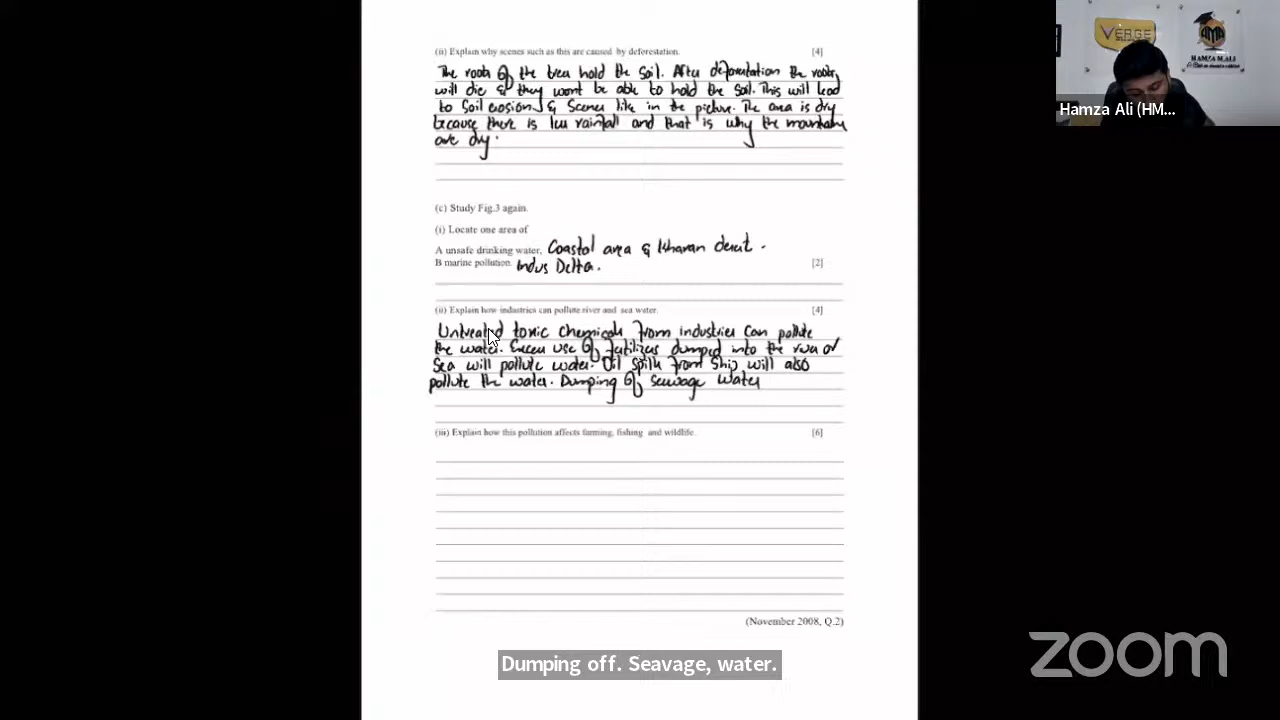 (ii) Explain why scenes such as this are caused by deforestation. [4]
The roots of the trees hold the soil. After deforestation the roots
will die & they wont be able to hold the soil. This will lead
to soil erosion & scenes like in the picture. The area is dry
because there is less rainfall and that is why the mountains
are dry.
(c) Study Fig.3 again.
(i) Locate one area of
A unsafe drinking water, Coastal area & Kharan desert.
B marine pollution. Indus Delta. [2]
(ii) Explain how industries can pollute river and sea water. [4]
Untreated toxic chemicals from industries can pollute
the water. Excess use of fertilizers dumped into the river or
sea will pollute water. Oil spills from ship will also
pollute the water. Dumping of sewage water
(iii) Explain how this pollution affects farming, fishing and wildlife. [6]
(November 2008, Q.2)
Dumping off. Seavage, water.
Hamza Ali (HM...
VERGE
AMA
HAMZA M.ALI
zoom